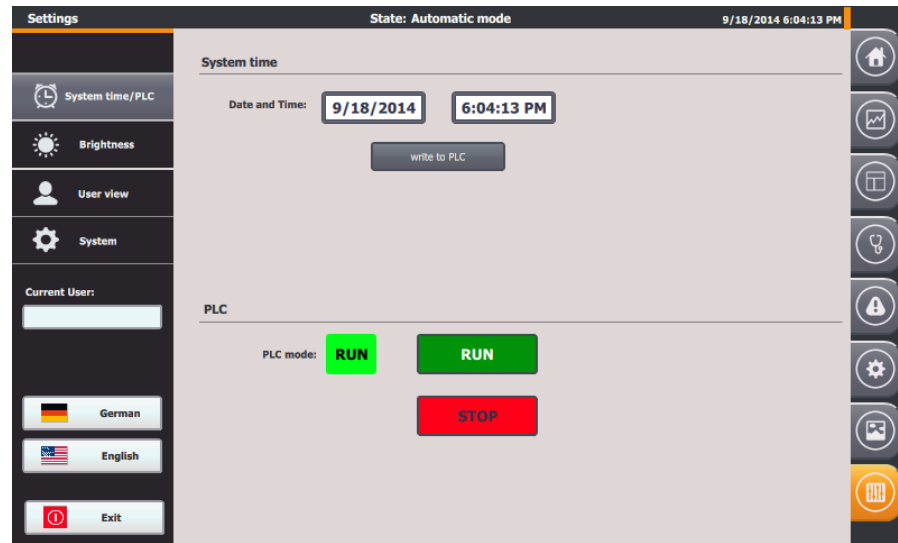 Settings
State: Automatic mode
9/18/2014 6:04:13 PM
System time/PLC
Brightness
User view
System
Current User:
German
English
Exit
System time
Date and Time:
9/18/2014
6:04:13 PM
write to PLC
PLC
PLC mode:
RUN
RUN
STOP